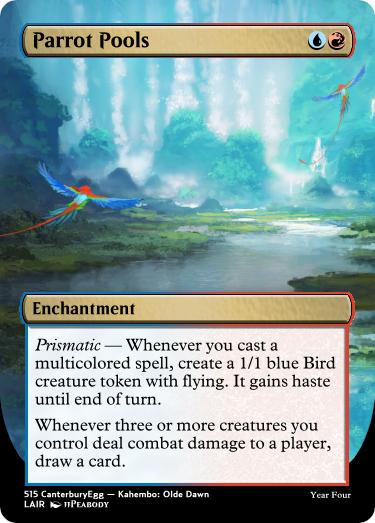 Parrot Pools
Enchantment
Prismatic — Whenever you cast a
multicolored spell, create a 1/1 blue Bird
creature token with flying. It gains haste
until end of turn.
Whenever three or more creatures you
control deal combat damage to a player,
draw a card.
515 CanterburyEgg — Kahembo: Olde Dawn
LAIR 11Peabody
Year Four